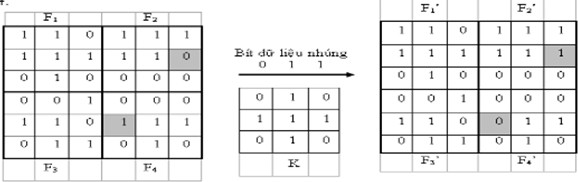 F₁ F₂
1 1 0 1 1 1
1 1 1 1 1 0
0 1 0 0 0 0
0 0 1 0 0 0
1 1 0 1 1 1
0 1 1 0 1 0
F₃ F₄
Bít dữ liệu nhúng
0 1 1
0 1 0
1 1 1
0 1 0
K
F₁' F₂'
1 1 0 1 1 1
1 1 1 1 1 1
0 1 0 0 0 0
0 0 1 0 0 0
1 1 0 0 1 1
0 1 1 0 1 0
F₃' F₄'